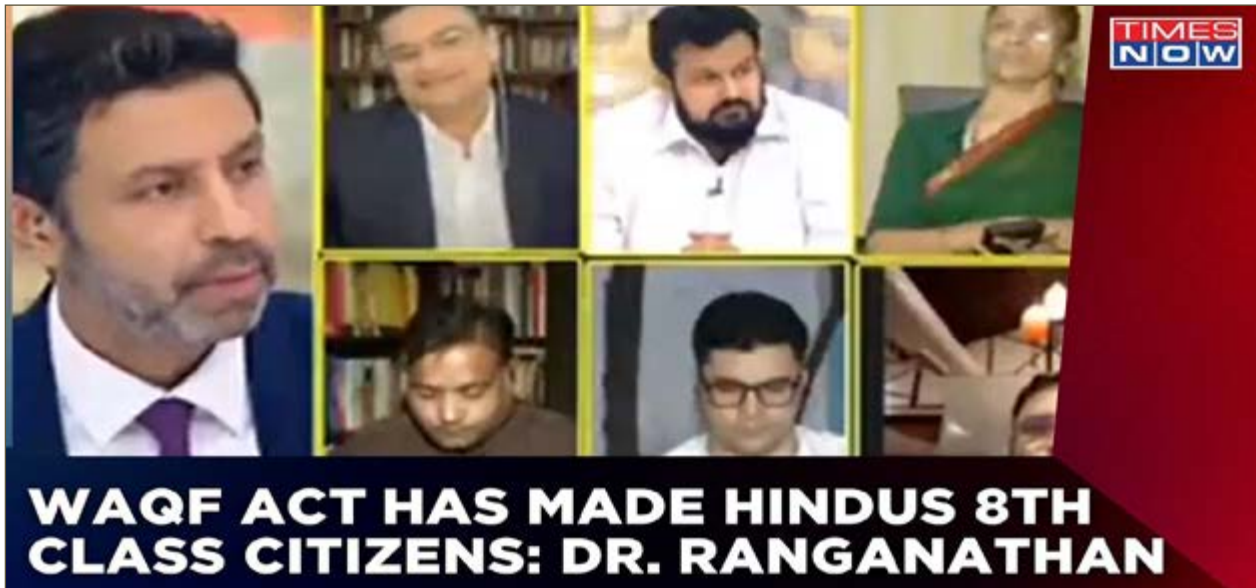 TIMES
NOW
WAQF ACT HAS MADE HINDUS 8TH
CLASS CITIZENS: DR. RANGANATHAN